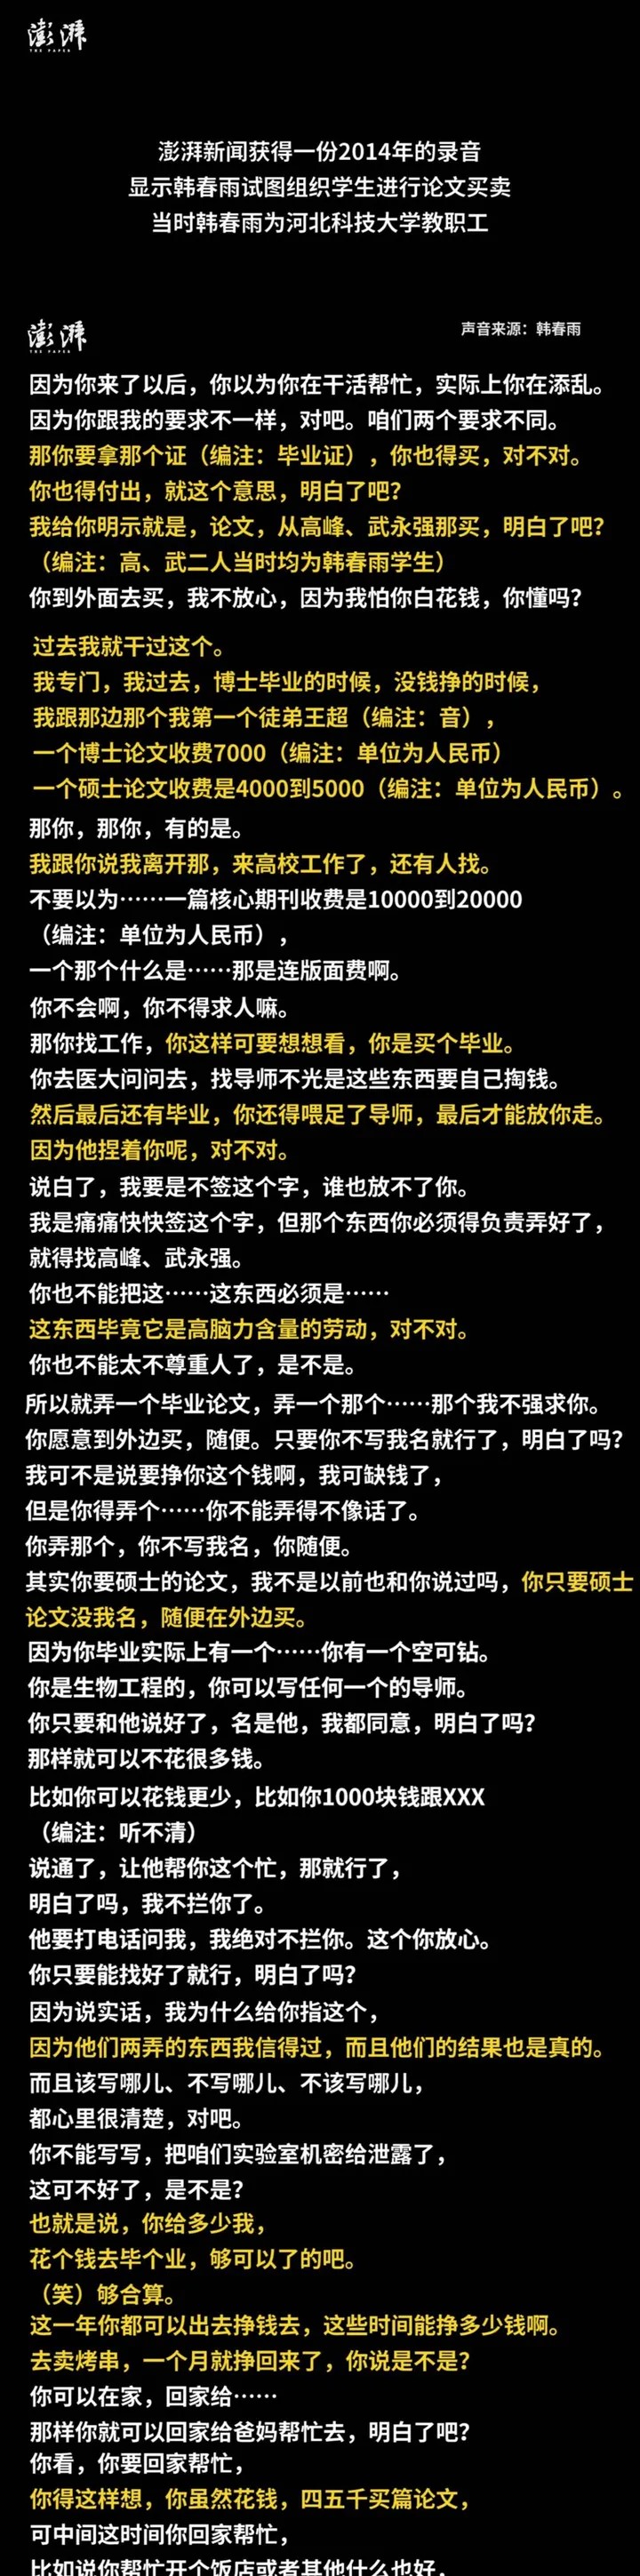 澎湃
THE PAPER
澎湃新闻获得一份2014年的录音
显示韩春雨试图组织学生进行论文买卖
当时韩春雨为河北科技大学教职工
澎湃
THE PAPER
声音来源：韩春雨
因为你来了以后，你以为你在干活帮忙，实际上你在添乱。
因为你跟我的要求不一样，对吧。咱们两个要求不同。
那你要拿那个证（编注：毕业证），你也得买，对不对。
你也得付出，就这个意思，明白了吧？
我给你明示就是，论文，从高峰、武永强那买，明白了吧？
（编注：高、武二人当时均为韩春雨学生）
你到外面去买，我不放心，因为我怕你白花钱，你懂吗？
过去我就干过这个。
我专门，我过去，博士毕业的时候，没钱挣的时候，
我跟那边那个我第一个徒弟王超（编注：音），
一个博士论文收费7000（编注：单位为人民币）
一个硕士论文收费是4000到5000（编注：单位为人民币）。
那你，那你，有的是。
我跟你说我离开那，来高校工作了，还有人找。
不要以为……一篇核心期刊收费是10000到20000
（编注：单位为人民币），
一个那个什么是……那是连版面费啊。
你不会啊，你不得求人嘛。
那你找工作，你这样可要想想看，你是买个毕业。
你去医大问问去，找导师不光是这些东西要自己掏钱。
然后最后还有毕业，你还得喂足了导师，最后才能放你走。
因为他捏着你呢，对不对。
说白了，我要是不签这个字，谁也放不了你。
我是痛痛快快签这个字，但那个东西你必须得负责弄好了，
就得找高峰、武永强。
你也不能把这……这东西必须是……
这东西毕竟它是高脑力含量的劳动，对不对。
你也不能太不尊重人了，是不是。
所以就弄一个毕业论文，弄一个那个……那个我不强求你。
你愿意到外边买，随便。只要你不写我名就行了，明白了吗？
我可不是说要挣你这个钱啊，我可缺钱了，
但是你得弄个……你不能弄得不像话了。
你弄那个，你不写我名，你随便。
其实你要硕士的论文，我不是以前也和你说过吗，你只要硕士
论文没我名，随便在外边买。
因为你毕业实际上有一个……你有一个空可钻。
你是生物工程的，你可以写任何一个的导师。
你只要和他说好了，名是他，我都同意，明白了吗？
那样就可以不花很多钱。
比如你可以花钱更少，比如你1000块钱跟XXX
（编注：听不清）
说通了，让他帮你这个忙，那就行了，
明白了吗，我不拦你了。
他要打电话问我，我绝对不拦你。这个你放心。
你只要能找好了就行，明白了吗？
因为说实话，我为什么给你指这个，
因为他们两弄的东西我信得过，而且他们的结果也是真的。
而且该写哪儿、不写哪儿、不该写哪儿，
都心里很清楚，对吧。
你不能写写，把咱们实验室机密给泄露了，
这可不好了，是不是？
也就是说，你给多少我，
花个钱去毕个业，够可以了的吧。
（笑）够合算。
这一年你都可以出去挣钱去，这些时间能挣多少钱啊。
去卖烤串，一个月就挣回来了，你说是不是？
你可以在家，回家给……
那样你就可以回家给爸妈帮忙去，明白了吧？
你看，你要回家帮忙，
你得这样想，你虽然花钱，四五千买篇论文，
可中间这时间你回家帮忙，
比如说你帮忙开个饭店或者其他什么也好，